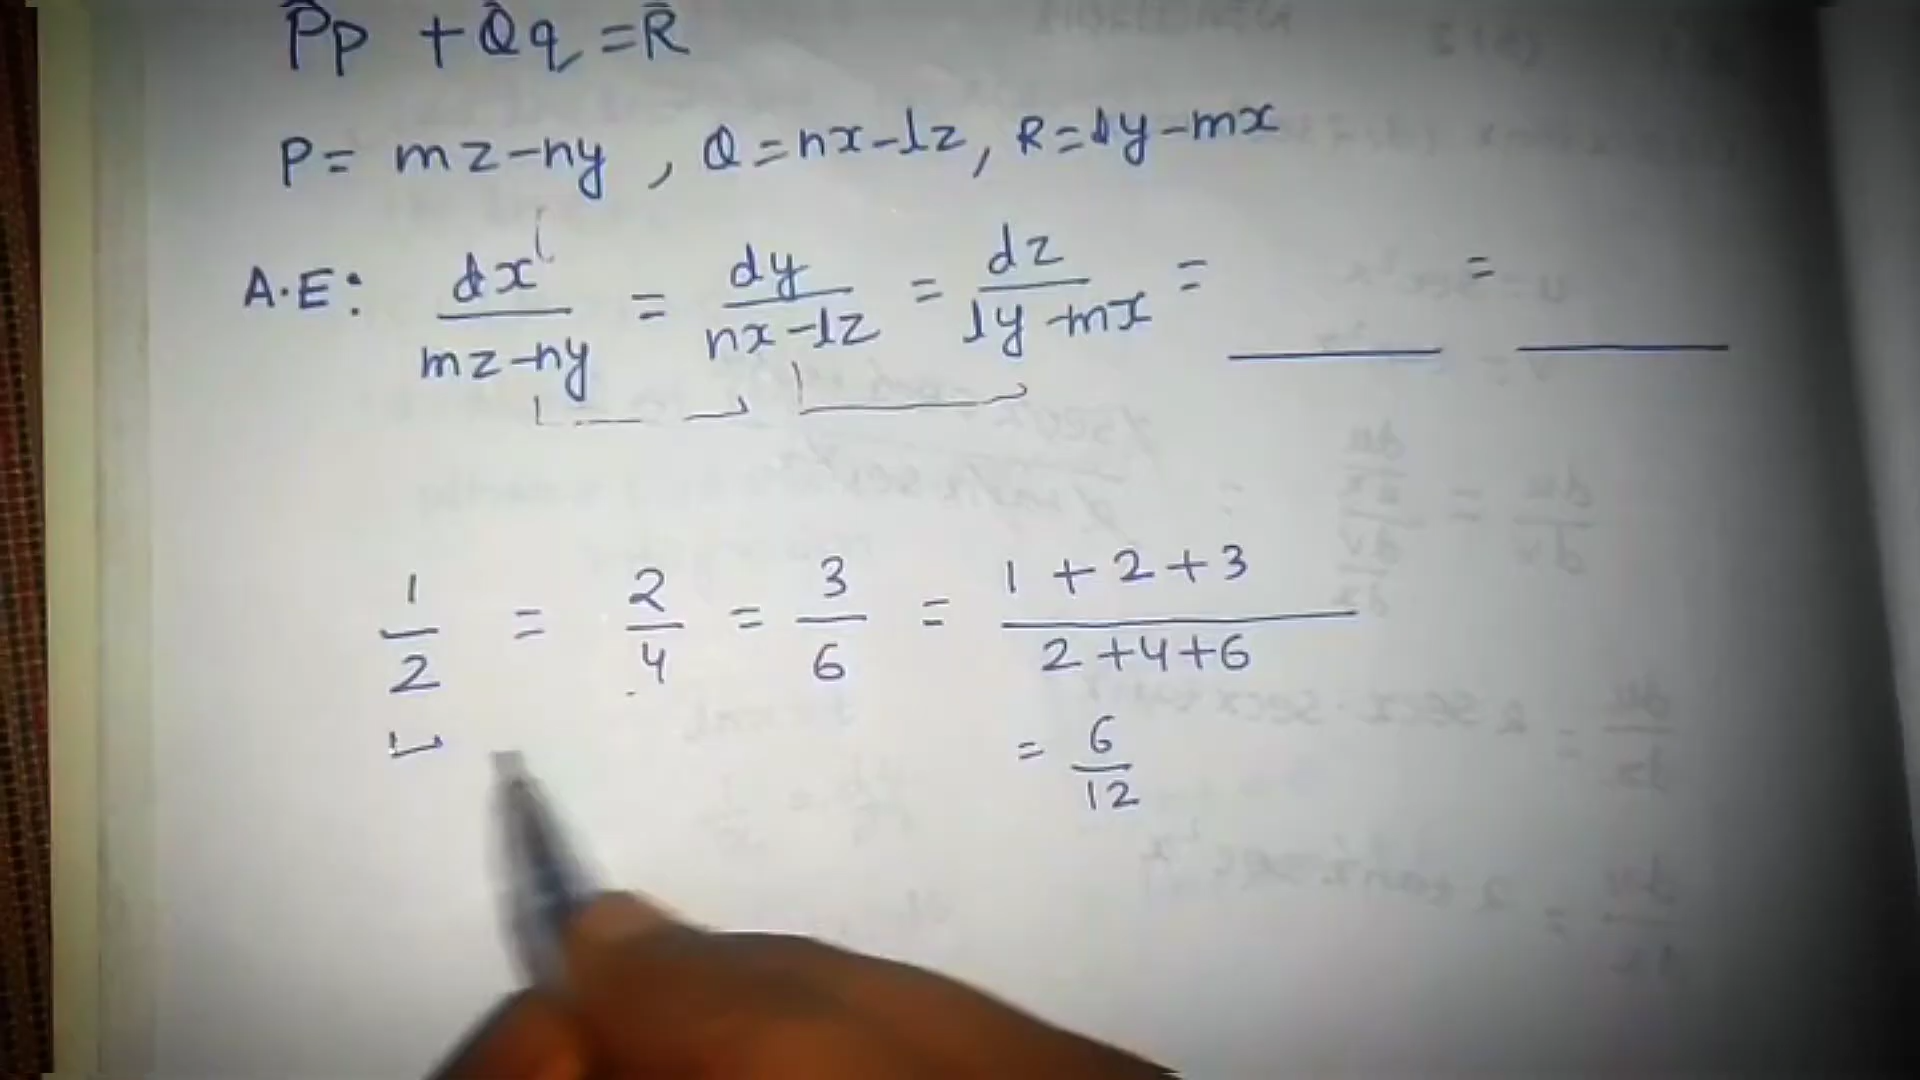 Pp + Qq = R
P = mz-ny , Q = nx-lz, R = ly-mx
A.E: dx/(mz-ny) = dy/(nx-lz) = dz/(ly-mx) = ____ = ____
1/2 = 2/4 = 3/6 = (1+2+3)/(2+4+6)
= 6/12